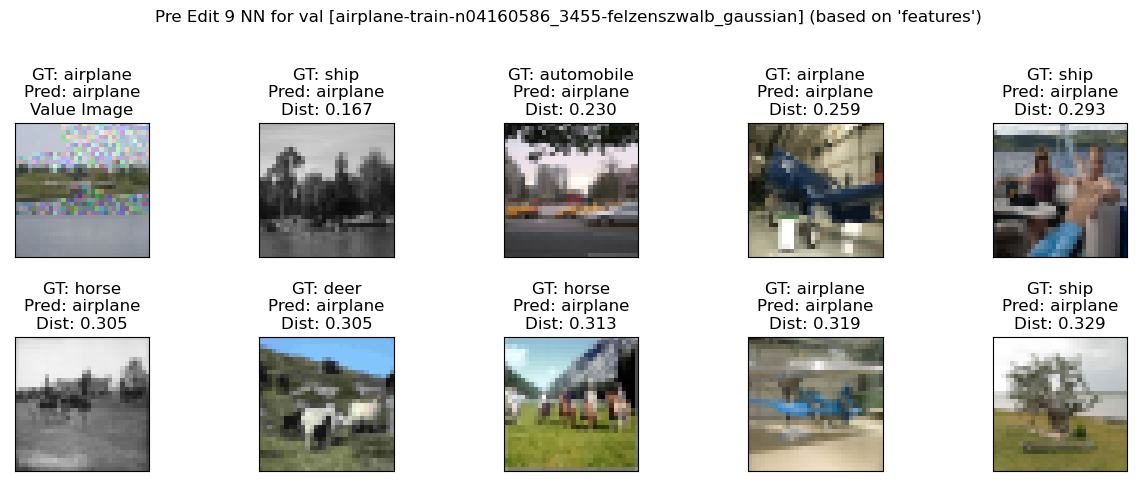 Pre Edit 9 NN for val [airplane-train-n04160586_3455-felzenszwalb_gaussian] (based on 'features')
GT: airplane
Pred: airplane
Value Image
GT: ship
Pred: airplane
Dist: 0.167
GT: automobile
Pred: airplane
Dist: 0.230
GT: airplane
Pred: airplane
Dist: 0.259
GT: ship
Pred: airplane
Dist: 0.293
GT: horse
Pred: airplane
Dist: 0.305
GT: deer
Pred: airplane
Dist: 0.305
GT: horse
Pred: airplane
Dist: 0.313
GT: airplane
Pred: airplane
Dist: 0.319
GT: ship
Pred: airplane
Dist: 0.329